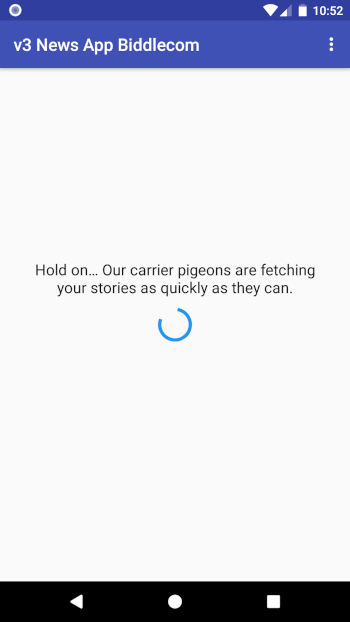 10:52
v3 News App Biddlecom
Hold on... Our carrier pigeons are fetching
your stories as quickly as they can.